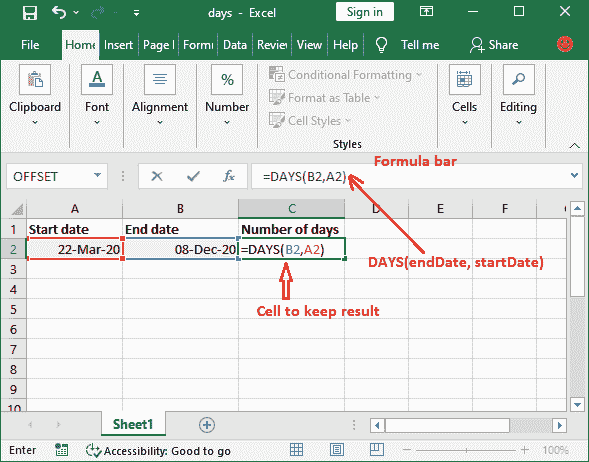 days - Excel
Sign in
File Home Insert Page l Formu Data Revie View Help Tell me Share
Clipboard
Font
Alignment
Number
Conditional Formatting
Format as Table
Cell Styles
Styles
Cells
Editing
Formula bar
OFFSET
fx
=DAYS(B2,A2)
A B C D E F
1 Start date End date Number of days
2 22-Mar-20 08-Dec-20 =DAYS(B2,A2)
DAYS(endDate, startDate)
3
4
Cell to keep result
5
6
7
8
9
10
Sheet1
Enter
Accessibility: Good to go
100%